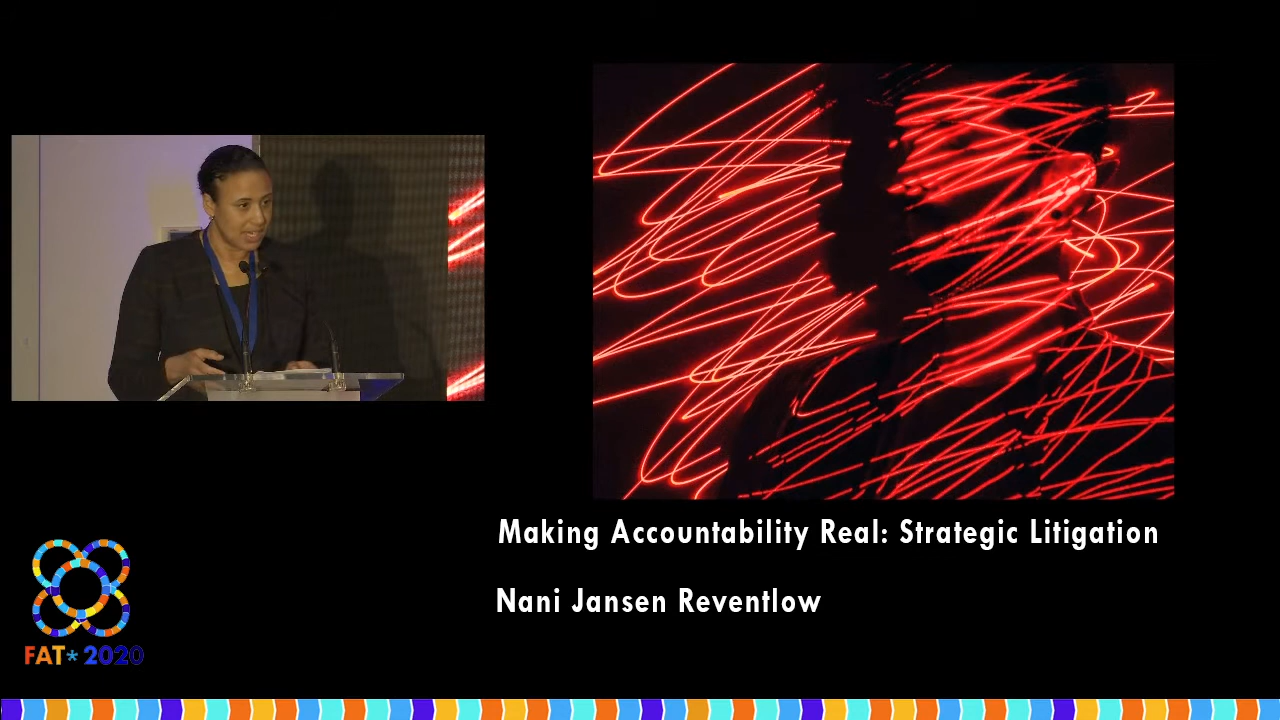 Making Accountability Real: Strategic Litigation
Nani Jansen Reventlow
FAT* 2020